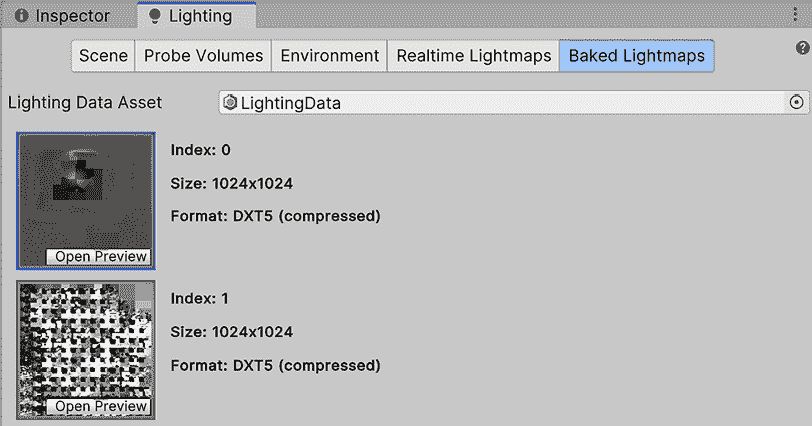 Inspector Lighting
Scene Probe Volumes Environment Realtime Lightmaps Baked Lightmaps
Lighting Data Asset LightingData
Index: 0
Size: 1024x1024
Format: DXT5 (compressed)
Open Preview
Index: 1
Size: 1024x1024
Format: DXT5 (compressed)
Open Preview